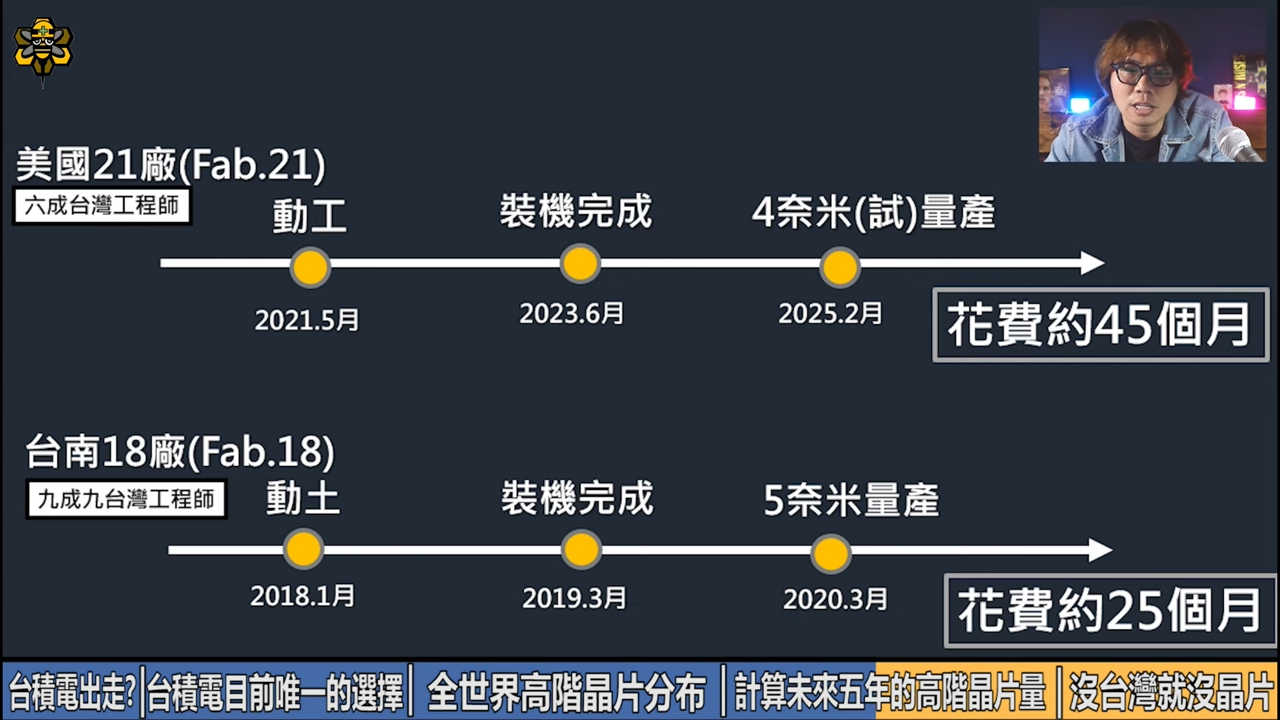 美國21廠(Fab.21)
六成台灣工程師
動工
裝機完成
4奈米(試)量產
2021.5月
2023.6月
2025.2月
花費約45個月
台南18廠(Fab.18)
九成九台灣工程師
動土
裝機完成
5奈米量產
2018.1月
2019.3月
2020.3月
花費約25個月
台積電出走?|台積電目前唯一的選擇|全世界高階晶片分布|計算未來五年的高階晶片量|沒台灣就沒晶片